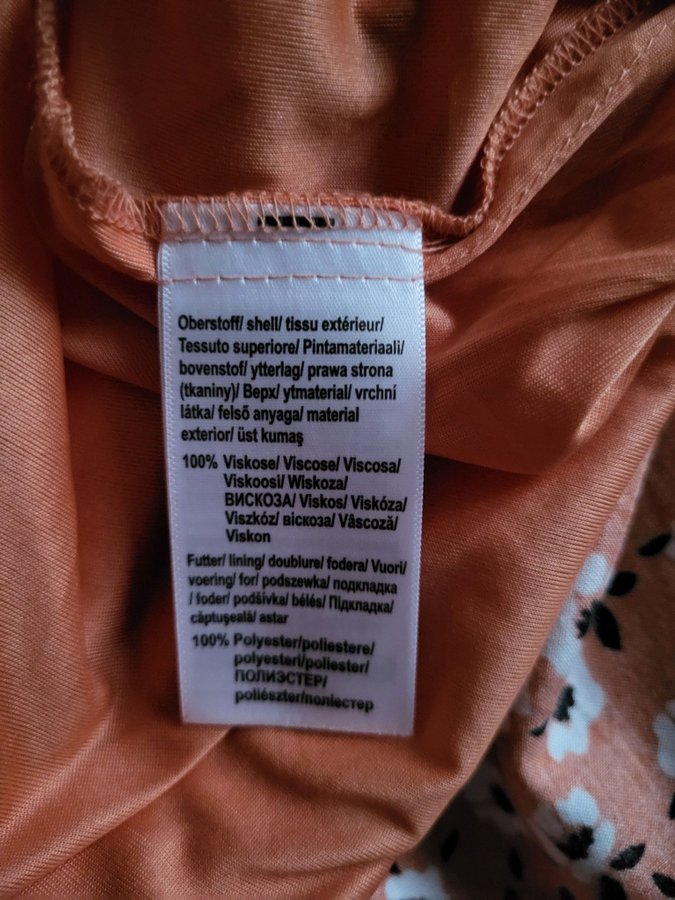 Oberstoff/ shell/ tissu extérieur/
Tessuto superiore/ Pintamateriaali/
bovenstof/ ytterlag/ prawa strona
(tkaniny)/ Верх/ ytmaterial/ vrchní
látka/ felső anyaga/ material
exterior/ üst kumaş
100% Viskose/ Viscose/ Viscosa/
Viskoosi/ Wiskoza/
ВИСКОЗА/ Viskos/ Viskóza/
Viszkóz/ віскоза/ Vâscoză/
Viskon
Futter/ lining/ doublure/ fodera/ Vuori/
voering/ for/ podszewka/ подкладка
/ foder/ podšívka/ bélés/ Підкладка/
căptuşeală/ astar
100% Polyester/poliestere/
polyesteri/poliester/
ПОЛИЭСТЕР/
poliészter/поліестер